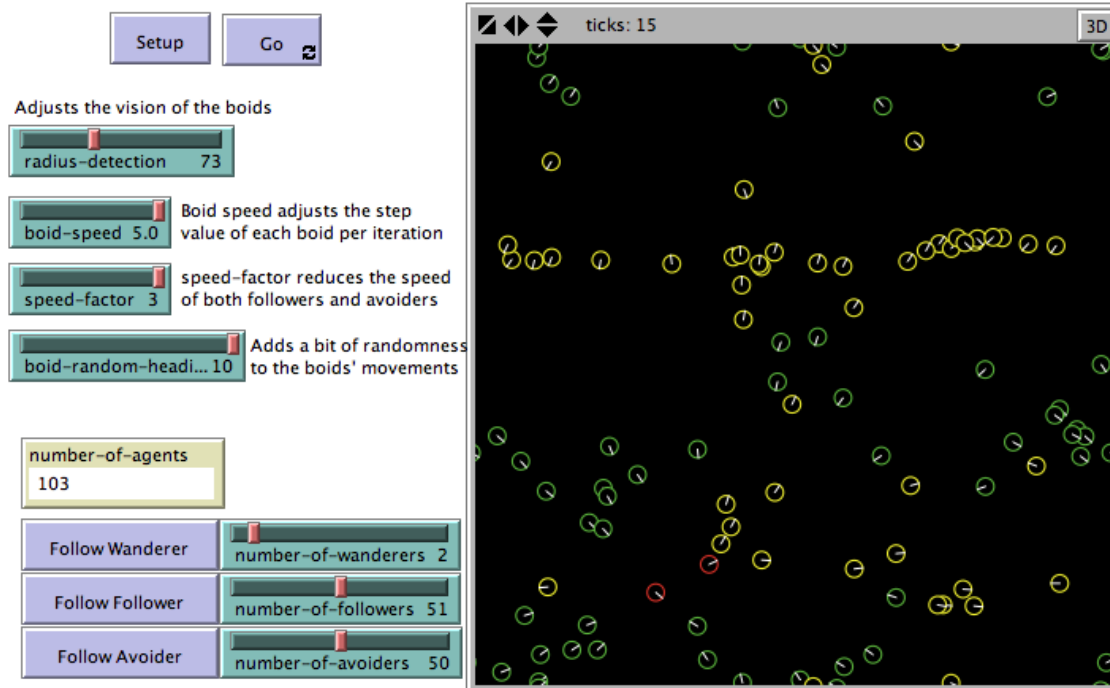 Setup
Go
ticks: 15
3D
Adjusts the vision of the boids
radius-detection 73
boid-speed 5.0
Boid speed adjusts the step
value of each boid per iteration
speed-factor 3
speed-factor reduces the speed
of both followers and avoiders
boid-random-headi... 10
Adds a bit of randomness
to the boids' movements
number-of-agents
103
Follow Wanderer
number-of-wanderers 2
Follow Follower
number-of-followers 51
Follow Avoider
number-of-avoiders 50